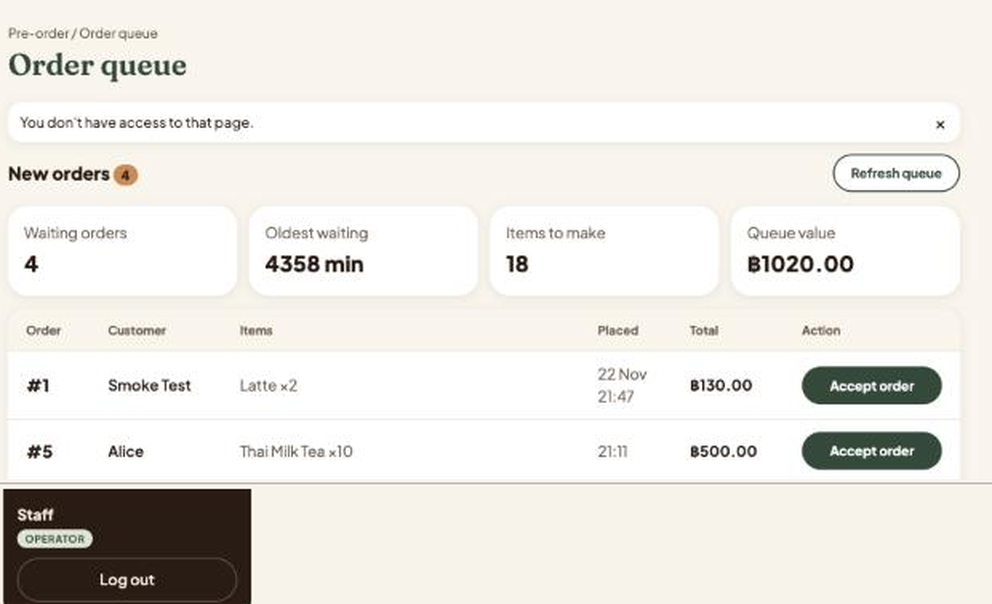 Pre-order / Order queue
Order queue
You don't have access to that page. ×
New orders 4 Refresh queue
Waiting orders Oldest waiting Items to make Queue value
4 4358 min 18 ฿1020.00
Order Customer Items Placed Total Action
#1 Smoke Test Latte ×2 22 Nov 21:47 ฿130.00 Accept order
#5 Alice Thai Milk Tea ×10 21:11 ฿500.00 Accept order
Staff
OPERATOR
Log out